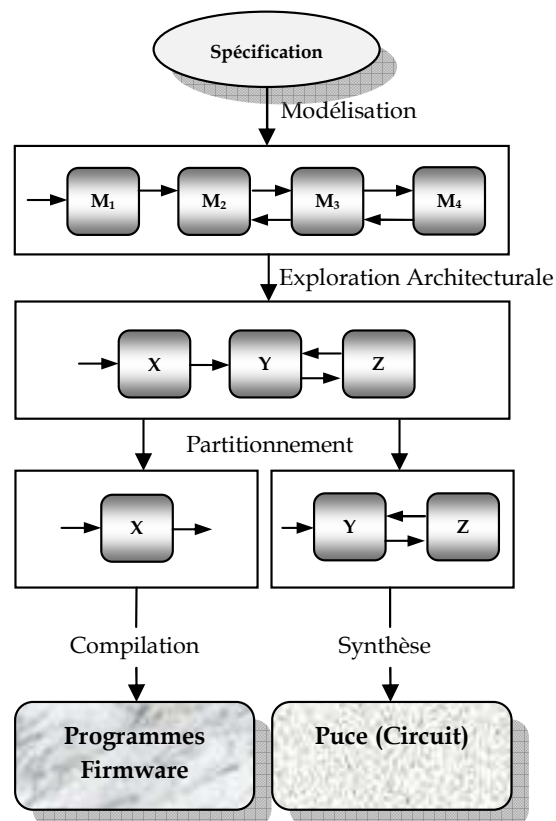 Spécification
Modélisation
M₁ M₂ M₃ M₄
Exploration Architecturale
X Y Z
Partitionnement
X Y Z
Compilation Synthèse
Programmes
Firmware
Puce (Circuit)